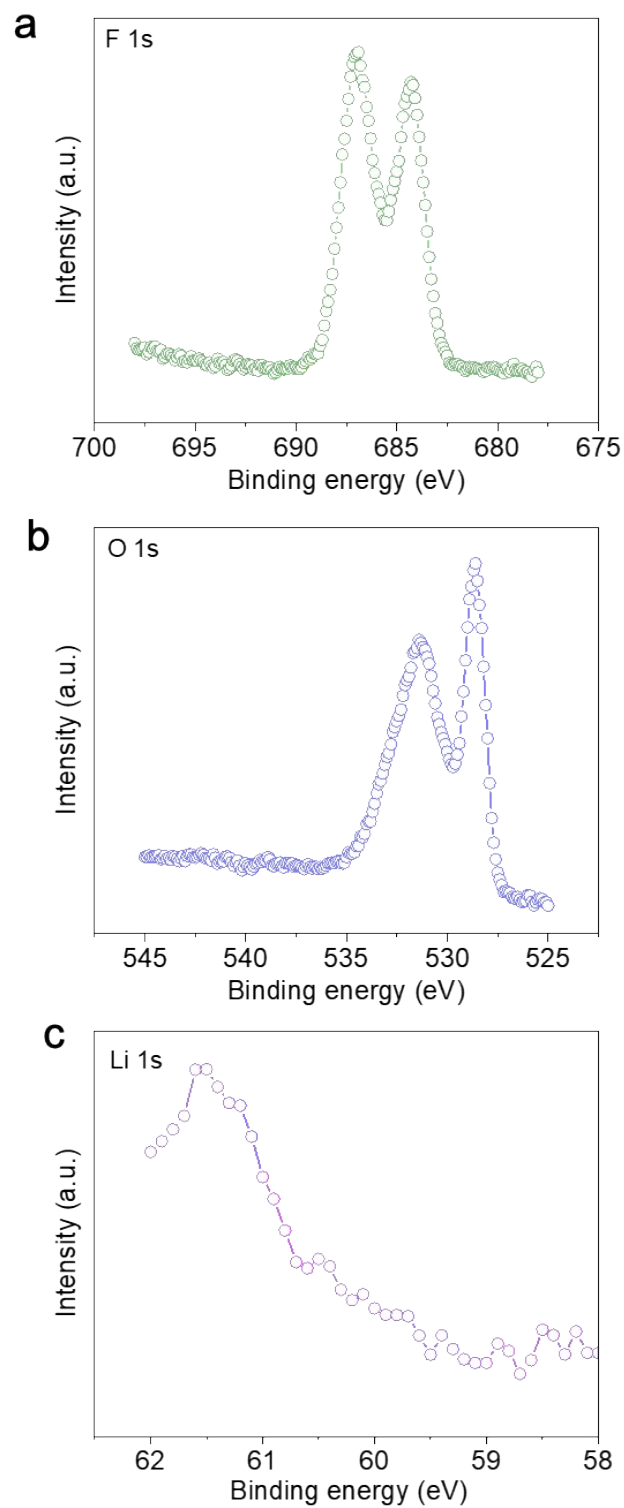 a
F 1s
Intensity (a.u.)
700 695 690 685 680 675
Binding energy (eV)
b
O 1s
Intensity (a.u.)
545 540 535 530 525
Binding energy (eV)
c
Li 1s
Intensity (a.u.)
62 61 60 59 58
Binding energy (eV)